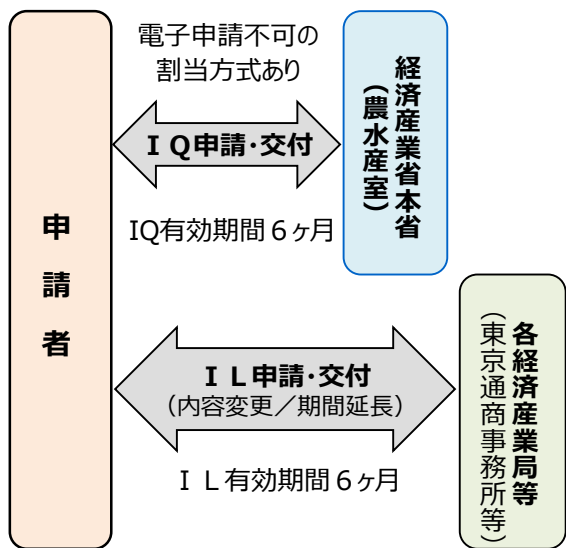 電子申請不可の
割当方式あり
ＩＱ申請・交付
IQ有効期間６ヶ月
経済産業省本省
（農水産室）
申請者
ＩＬ申請・交付
（内容変更／期間延長）
ＩＬ有効期間６ヶ月
各経済産業局等
（東京通商事務所等）